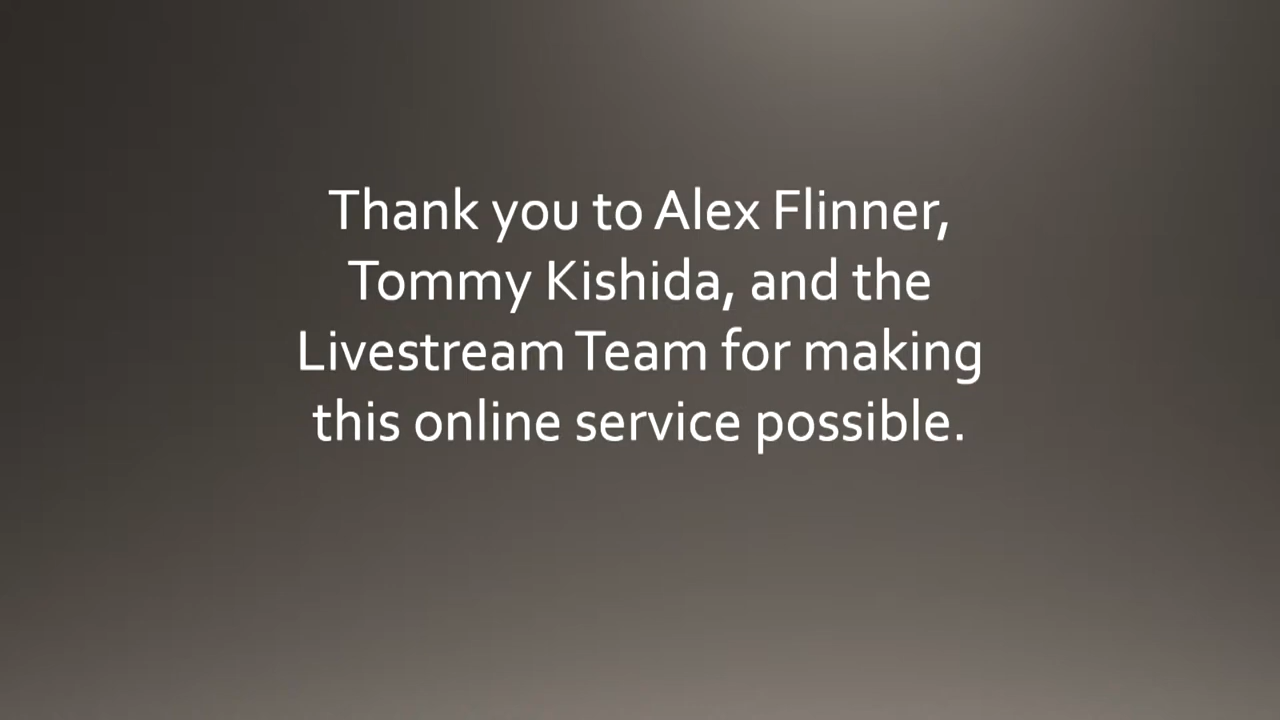 Thank you to Alex Flinner,
Tommy Kishida, and the
Livestream Team for making
this online service possible.